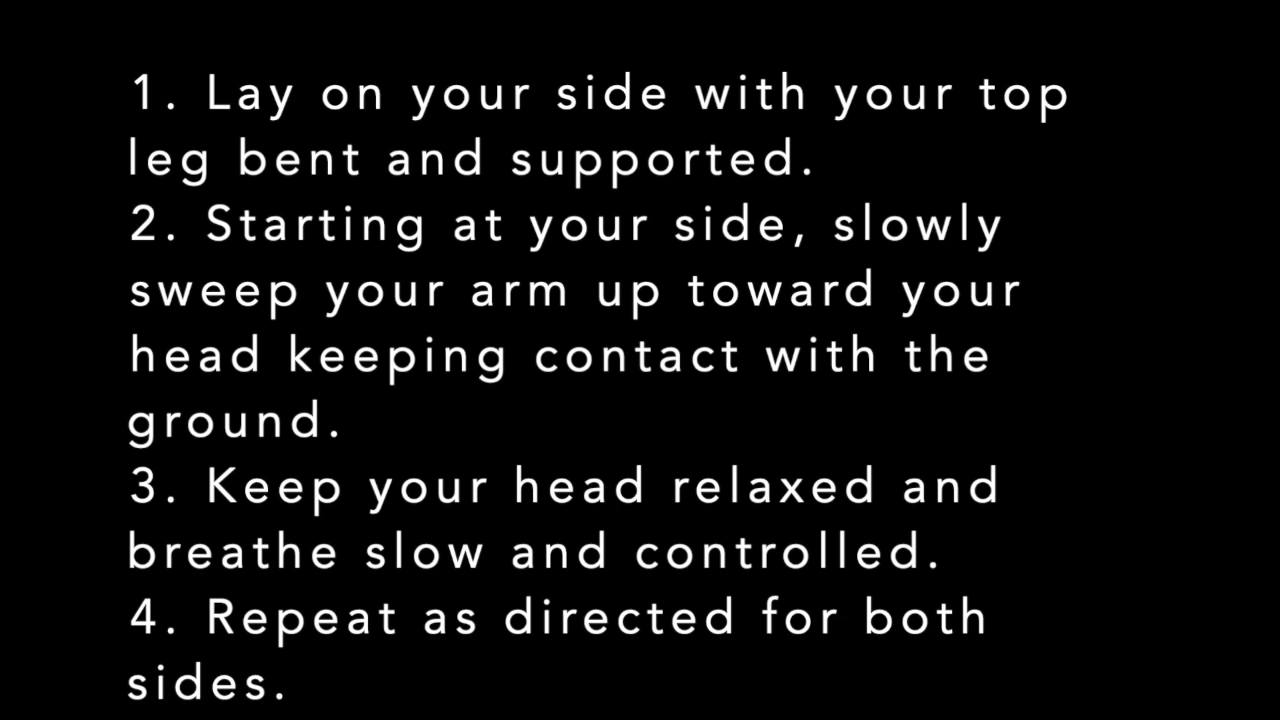 1. Lay on your side with your top
leg bent and supported.
2. Starting at your side, slowly
sweep your arm up toward your
head keeping contact with the
ground.
3. Keep your head relaxed and
breathe slow and controlled.
4. Repeat as directed for both
sides.